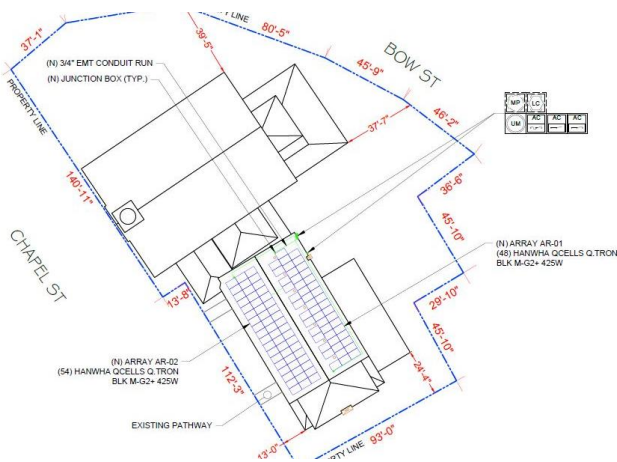 37'-1"
PROPERTY LINE
80'-5"
39'-5"
(N) 3/4" EMT CONDUIT RUN
(N) JUNCTION BOX (TYP.)
45'-9"
BOW ST
46'-2"
37'-7"
MP
LC
UM
AC
AC
AC
PROPERTY LINE
140'-11"
36'-6"
45'-10"
CHAPEL ST
(N) ARRAY AR-01
(48) HANWHA QCELLS Q.TRON
BLK M-G2+ 425W
13'-8"
29'-10"
45'-10"
(N) ARRAY AR-02
(54) HANWHA QCELLS Q.TRON
BLK M-G2+ 425W
112'-3"
24'-4"
EXISTING PATHWAY
13'-0"
93'-0"
LINE